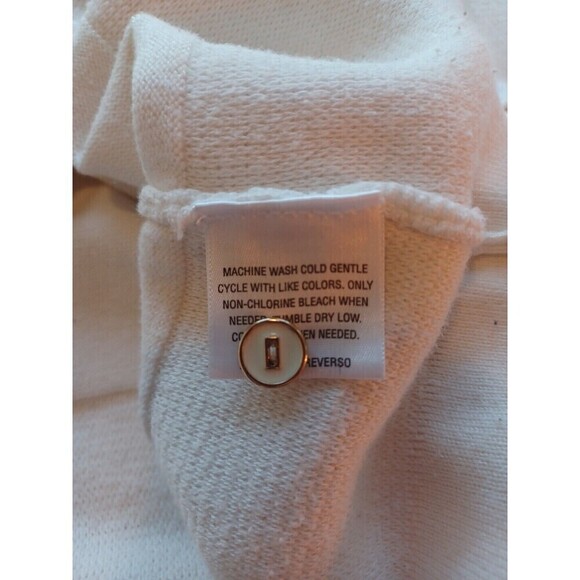 MACHINE WASH COLD GENTLE
CYCLE WITH LIKE COLORS. ONLY
NON-CHLORINE BLEACH WHEN
DRY LOW.
NEEDED.
REVERSO